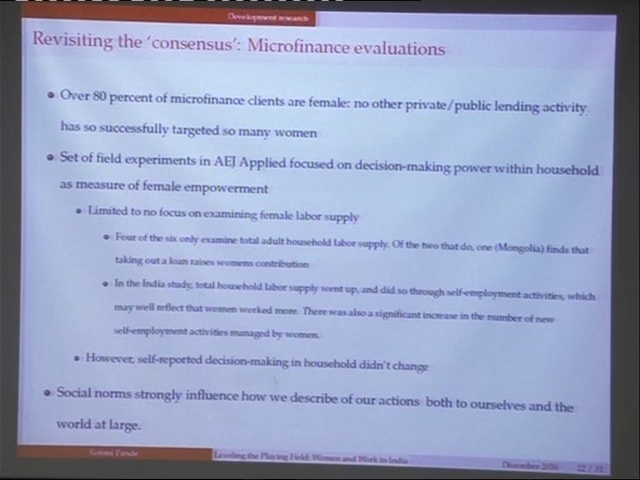 Development research
Revisiting the 'consensus': Microfinance evaluations
Over 80 percent of microfinance clients are female: no other private/public lending activity
has so successfully targeted so many women
Set of field experiments in AEJ Applied focused on decision-making power within household
as measure of female empowerment
Limited to no focus on examining female labor supply
Four of the six only examine total adult household labor supply. Of the two that do, one (Mongolia) finds that
taking out a loan raises womens contribution
In the India study, total household labor supply went up, and did so through self-employment activities, which
may well reflect that women worked more. There was also a significant increase in the number of new
self-employment activities managed by women.
However, self-reported decision-making in household didn't change
Social norms strongly influence how we describe of our actions both to ourselves and the
world at large.
Rohini Pande
Leveling the Playing Field: Women and Work in India
December 2016 22 / 31